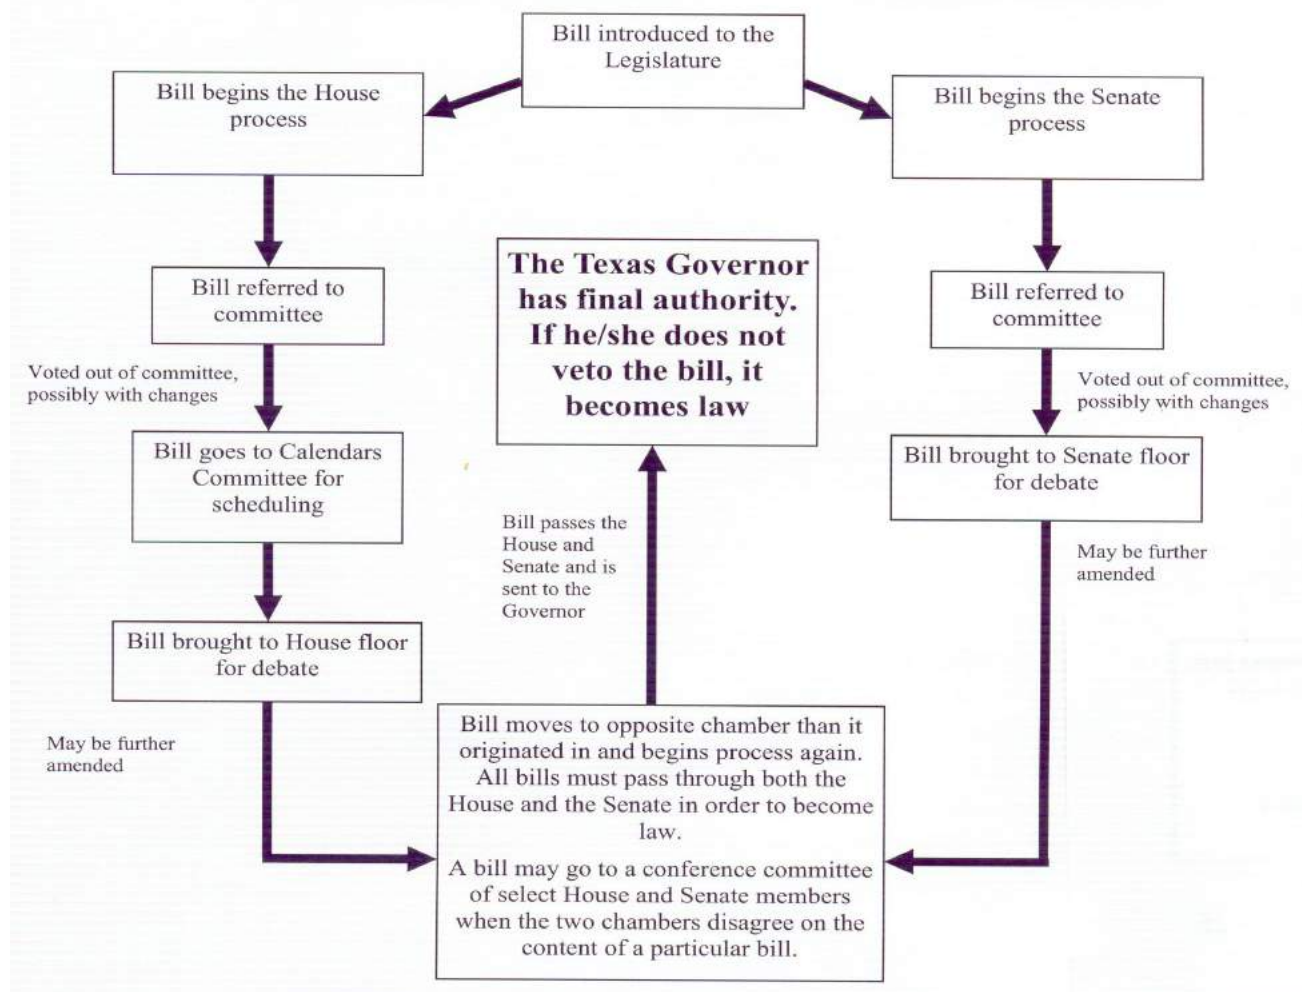 Bill introduced to the
Legislature
Bill begins the House
process
Bill begins the Senate
process
Bill referred to
committee
Voted out of committee,
possibly with changes
Bill goes to Calendars
Committee for
scheduling
Bill brought to House floor
for debate
May be further
amended
The Texas Governor
has final authority.
If he/she does not
veto the bill, it
becomes law
Bill passes the
House and
Senate and is
sent to the
Governor
Bill referred to
committee
Voted out of committee,
possibly with changes
Bill brought to Senate floor
for debate
May be further
amended
Bill moves to opposite chamber than it
originated in and begins process again.
All bills must pass through both the
House and the Senate in order to become
law.
A bill may go to a conference committee
of select House and Senate members
when the two chambers disagree on the
content of a particular bill.